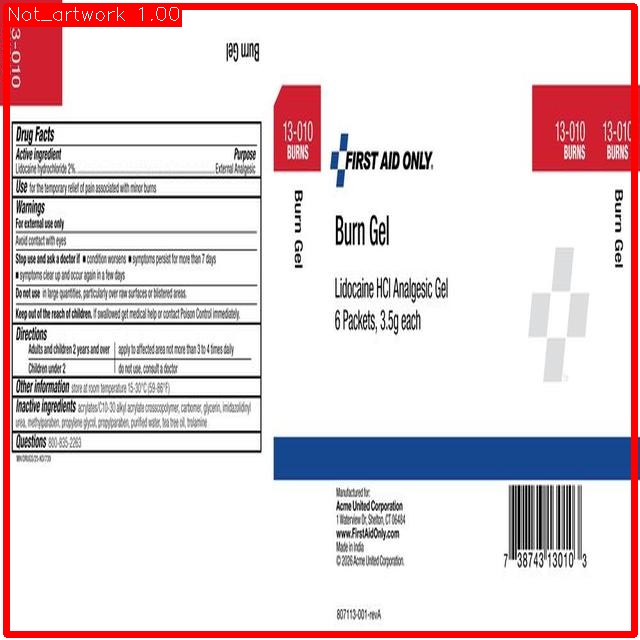 Not_artwork 1.00
3-010
Burn Gel
Drug Facts
Active ingredient Purpose
Lidocaine hydrochloride 2% External Analgesic
Use for the temporary relief of pain associated with minor burns
Warnings
For external use only
Avoid contact with eyes
Stop use and ask a doctor if ■ condition worsens ■ symptoms persist for more than 7 days
■ symptoms clear up and occur again in a few days
Do not use in large quantities, particularly over raw surfaces or blistered areas.
Keep out of the reach of children. If swallowed get medical help or contact Poison Control immediately.
Directions
Adults and children 2 years and over apply to affected area not more than 3 to 4 times daily
Children under 2 do not use, consult a doctor
Other information store at room temperature 15-30°C (59-86°F)
Inactive ingredients acrylates/C10-30 alkyl acrylate crosscopolymer, carbomer, glycerin, imidazolidinyl
urea, methylparaben, propylene glycol, propylparaben, purified water, tea tree oil, trolamine
Questions 800-835-2263
13-010
BURNS
Burn Gel
FIRST AID ONLY.
Burn Gel
Lidocaine HCl Analgesic Gel
6 Packets, 3.5g each
Manufactured for:
Acme United Corporation
1 Waterview Dr, Shelton, CT 06484
www.FirstAidOnly.com
Made in India
© 2026 Acme United Corporation.
807113-001-revA
13-010
BURNS
13-010
BURNS
Burn Gel
7 38743 13010 3